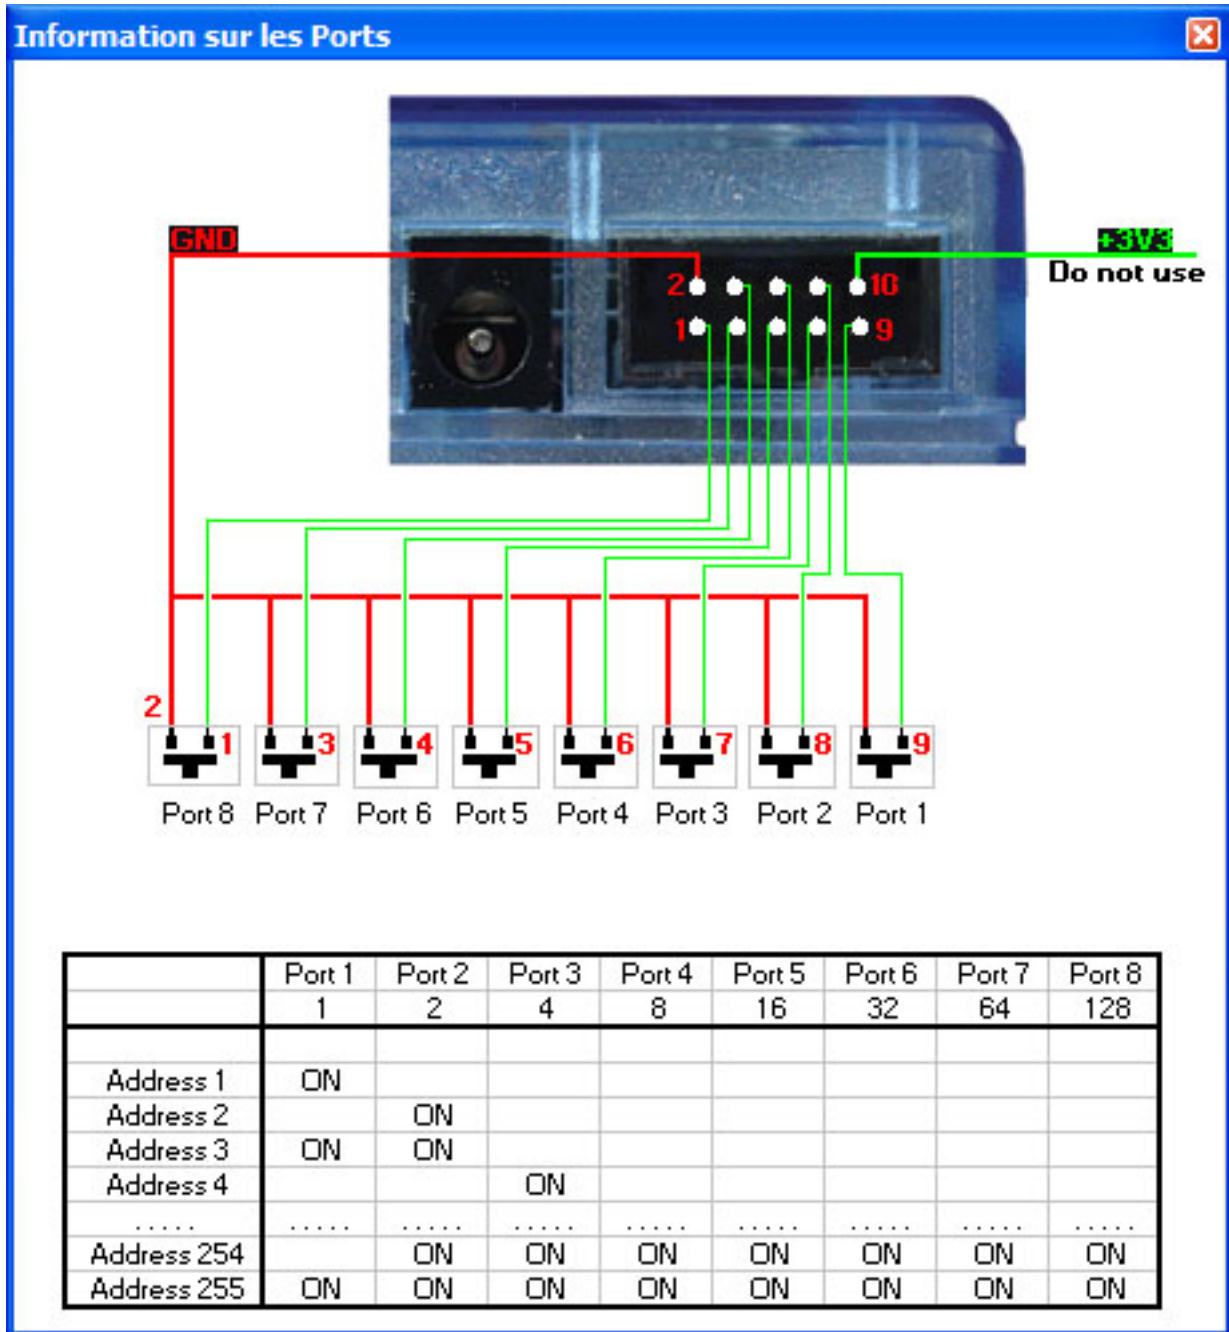 Information sur les Ports
GND
+3V3
Do not use
2 10
1 9
2
1 3 4 5 6 7 8 9
Port 8 Port 7 Port 6 Port 5 Port 4 Port 3 Port 2 Port 1
Port 1 Port 2 Port 3 Port 4 Port 5 Port 6 Port 7 Port 8
1 2 4 8 16 32 64 128
Address 1 ON
Address 2 ON
Address 3 ON ON
Address 4 ON
..... ..... ..... ..... ..... ..... ..... ..... .....
Address 254 ON ON ON ON ON ON ON
Address 255 ON ON ON ON ON ON ON ON